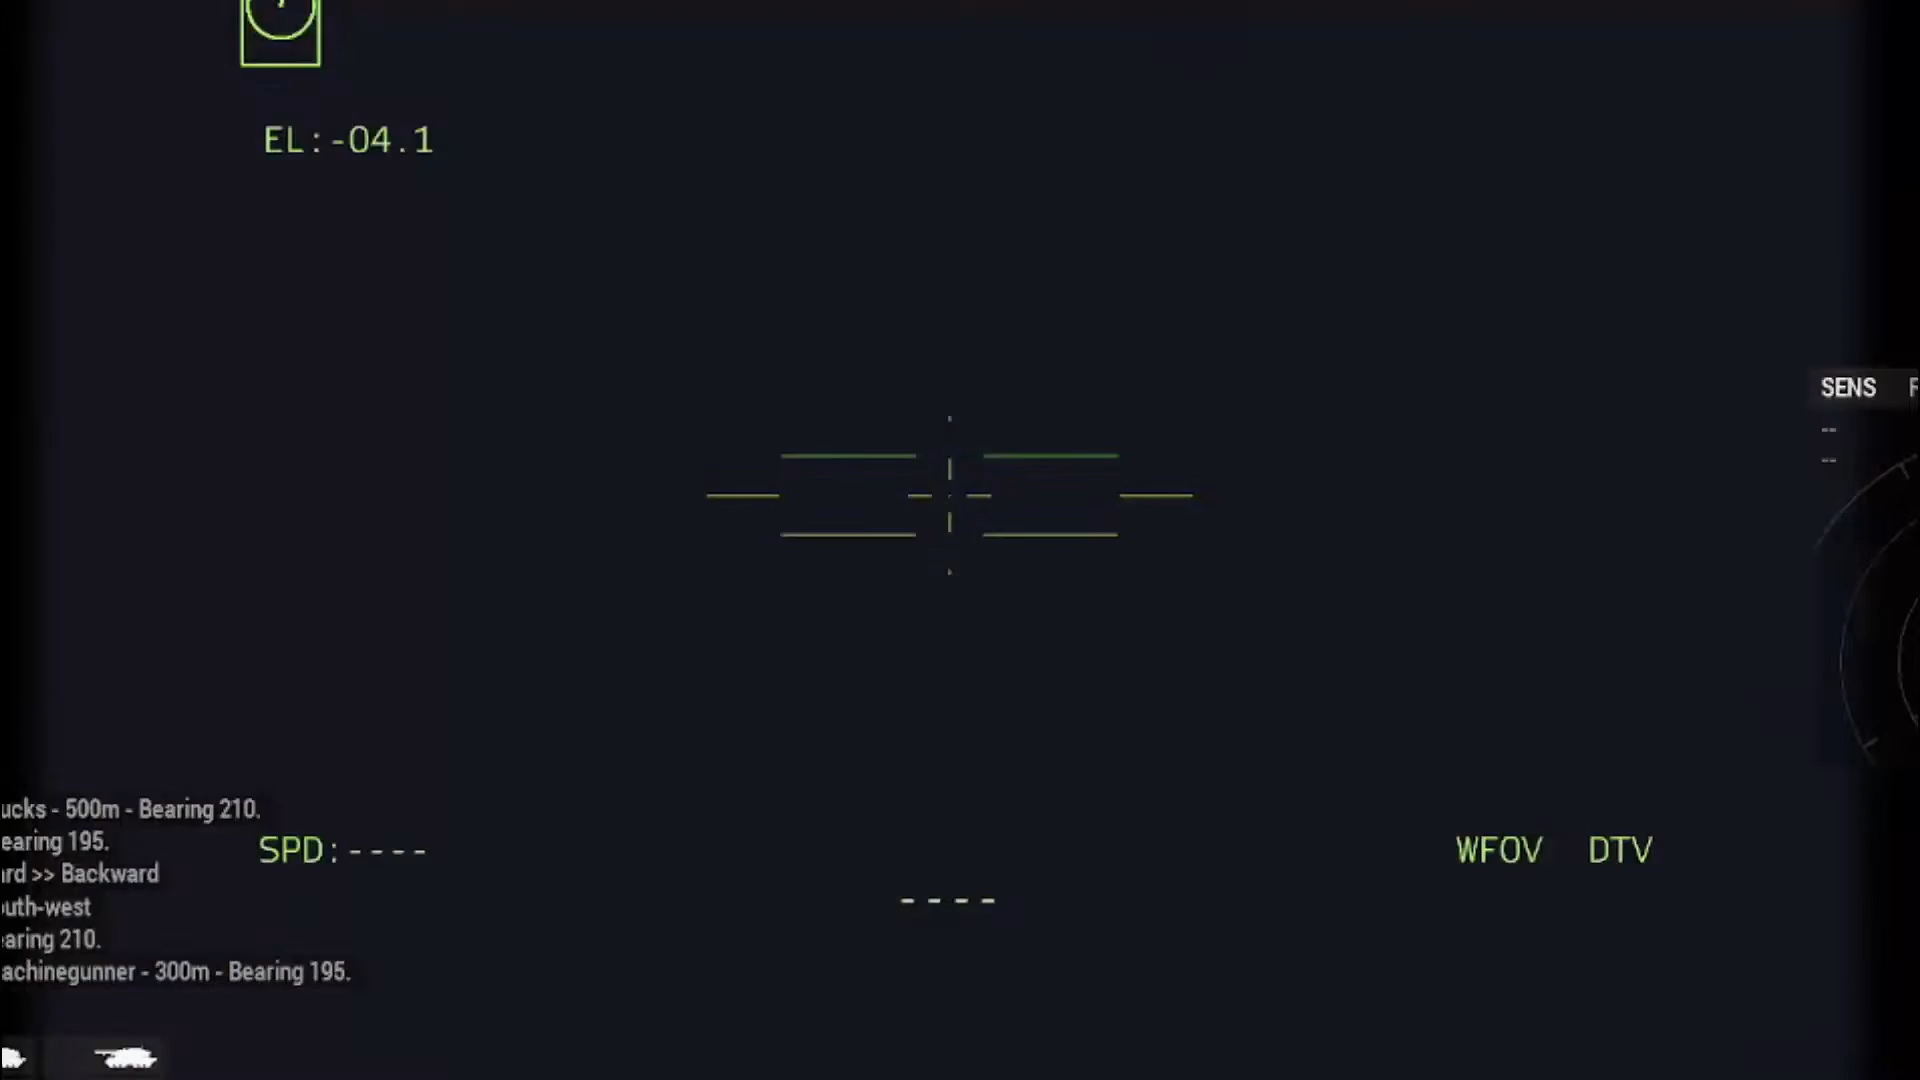 EL:-04.1
SENS
--
--
ucks - 500m - Bearing 210.
earing 195.
SPD:----
WFOV DTV
ard >> Backward
outh-west
----
earing 210.
achinegunner - 300m - Bearing 195.